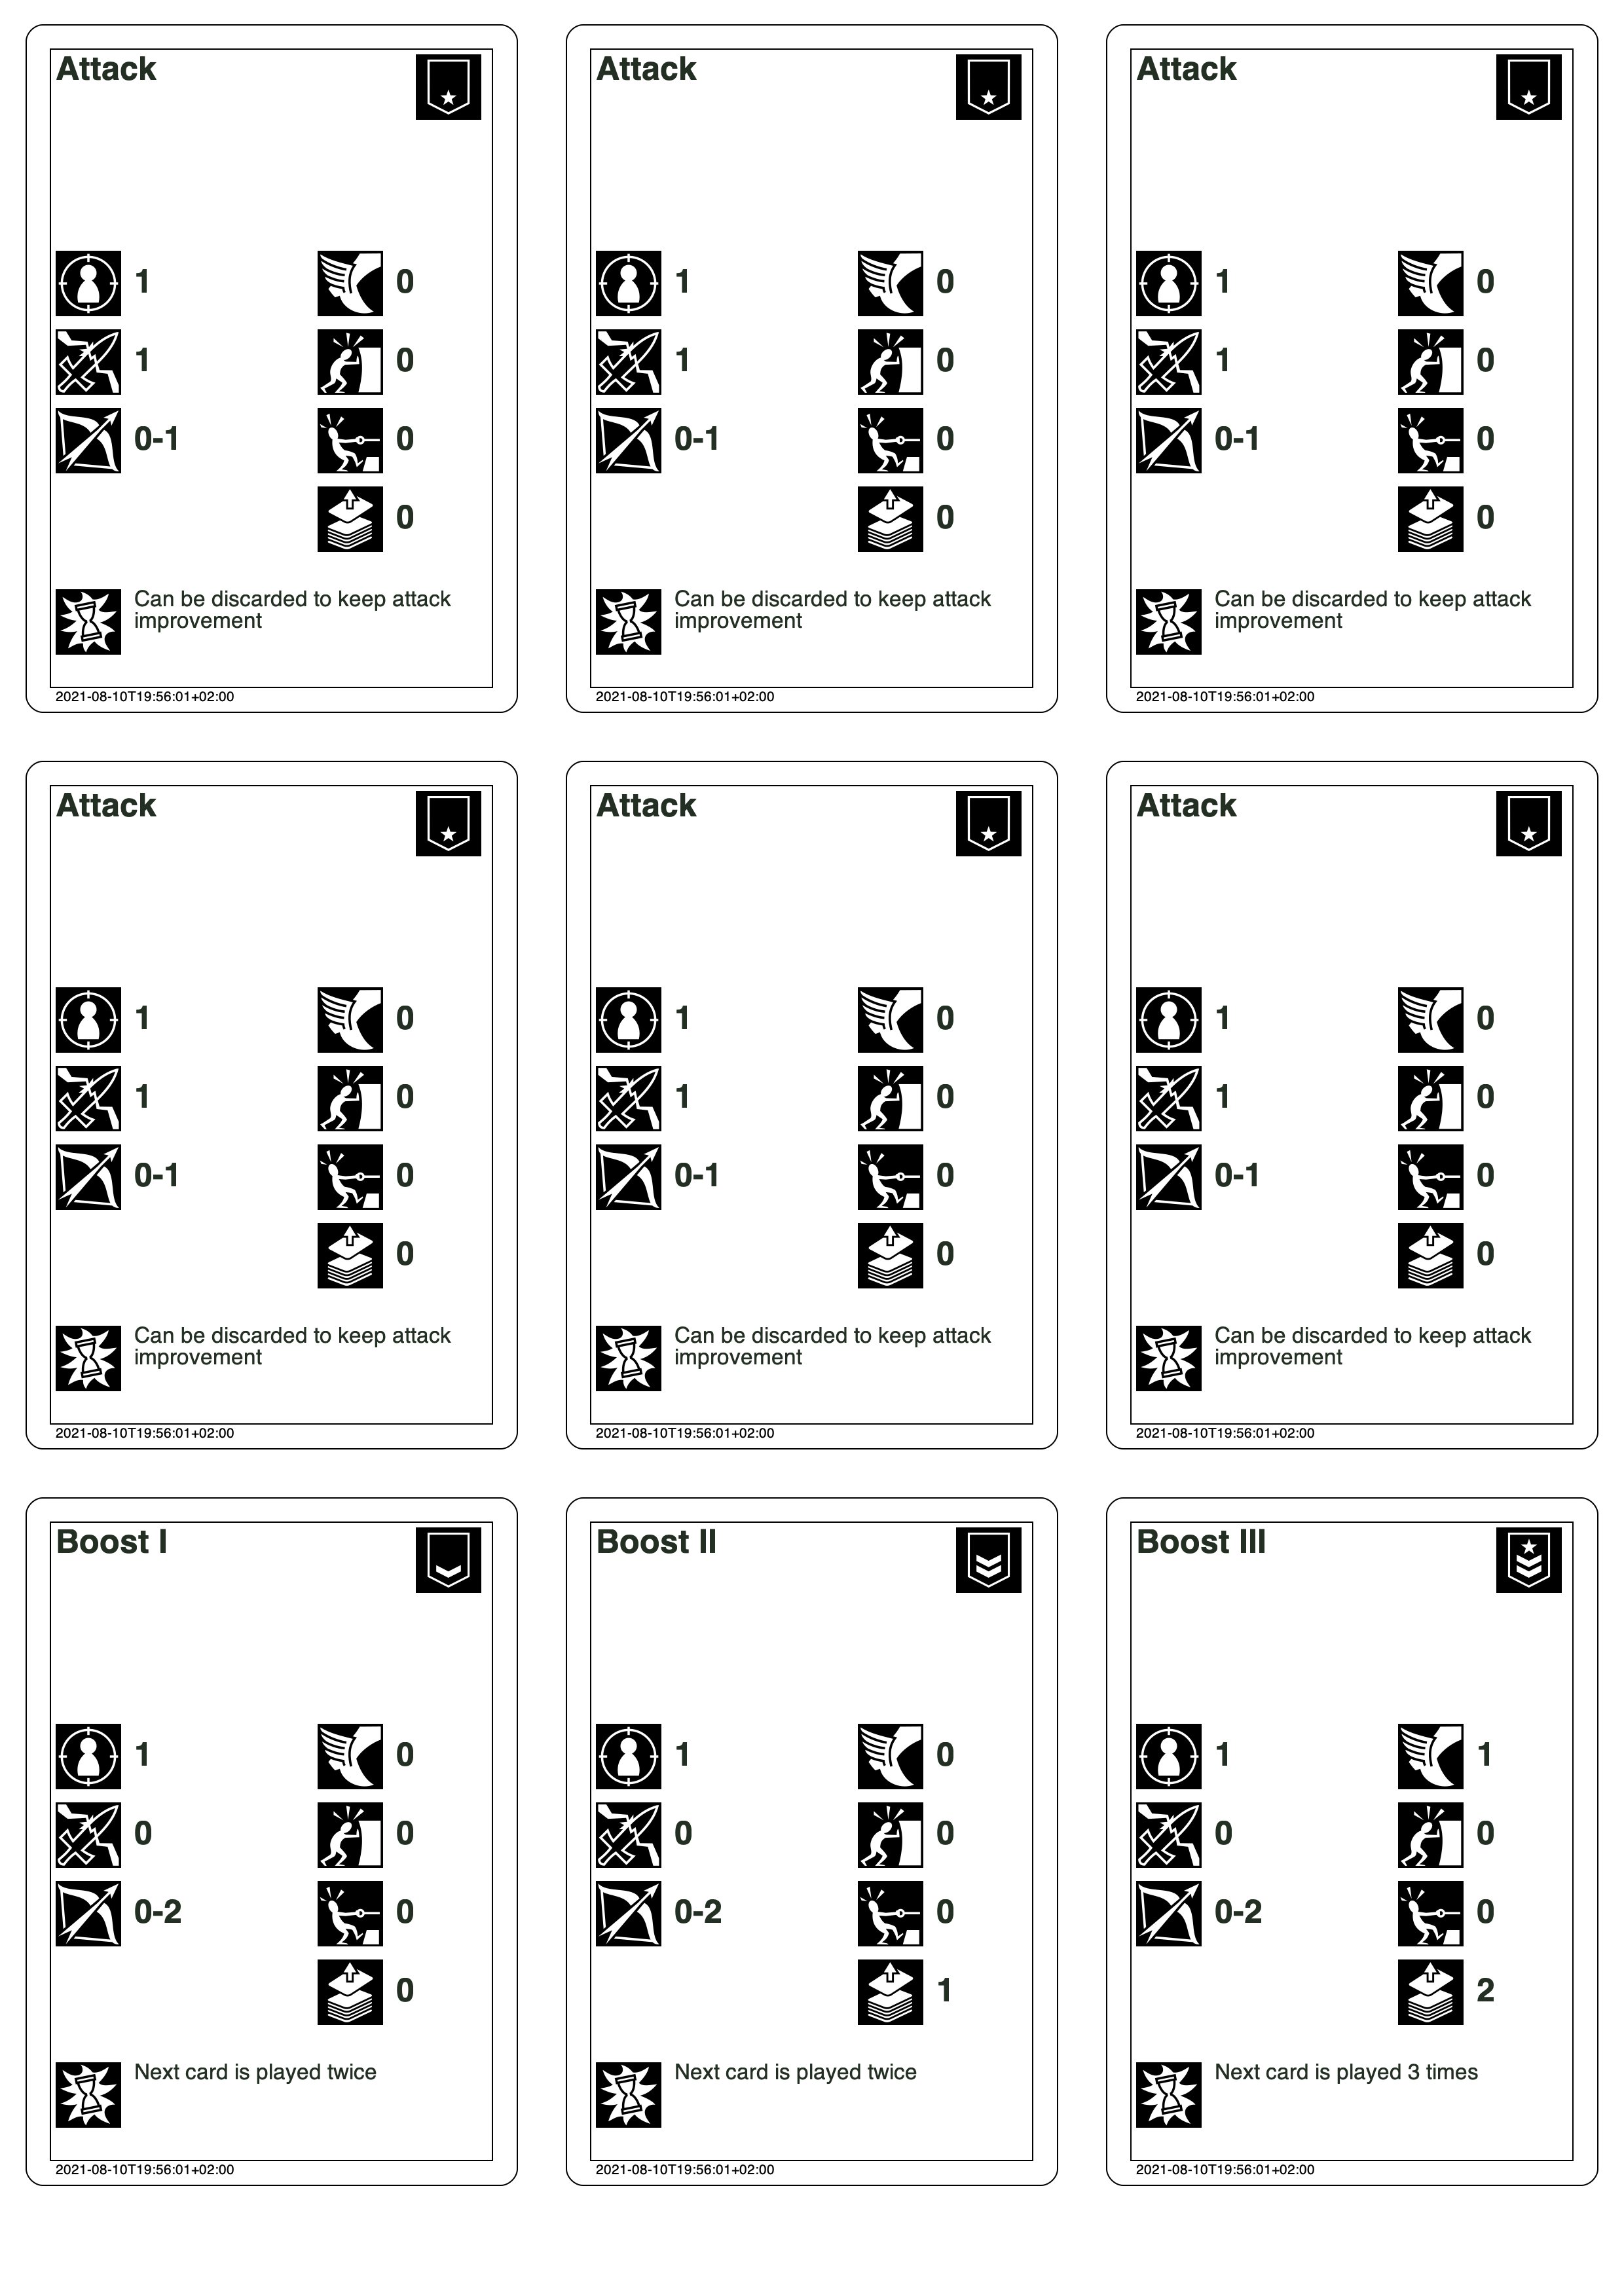 Attack
1 0
1 0
0-1 0
0
Can be discarded to keep attack
improvement
2021-08-10T19:56:01+02:00
Attack
1 0
1 0
0-1 0
0
Can be discarded to keep attack
improvement
2021-08-10T19:56:01+02:00
Attack
1 0
1 0
0-1 0
0
Can be discarded to keep attack
improvement
2021-08-10T19:56:01+02:00
Attack
1 0
1 0
0-1 0
0
Can be discarded to keep attack
improvement
2021-08-10T19:56:01+02:00
Attack
1 0
1 0
0-1 0
0
Can be discarded to keep attack
improvement
2021-08-10T19:56:01+02:00
Attack
1 0
1 0
0-1 0
0
Can be discarded to keep attack
improvement
2021-08-10T19:56:01+02:00
Boost I
1 0
0 0
0-2 0
0
Next card is played twice
2021-08-10T19:56:01+02:00
Boost II
1 0
0 0
0-2 0
1
Next card is played twice
2021-08-10T19:56:01+02:00
Boost III
1 1
0 0
0-2 0
2
Next card is played 3 times
2021-08-10T19:56:01+02:00